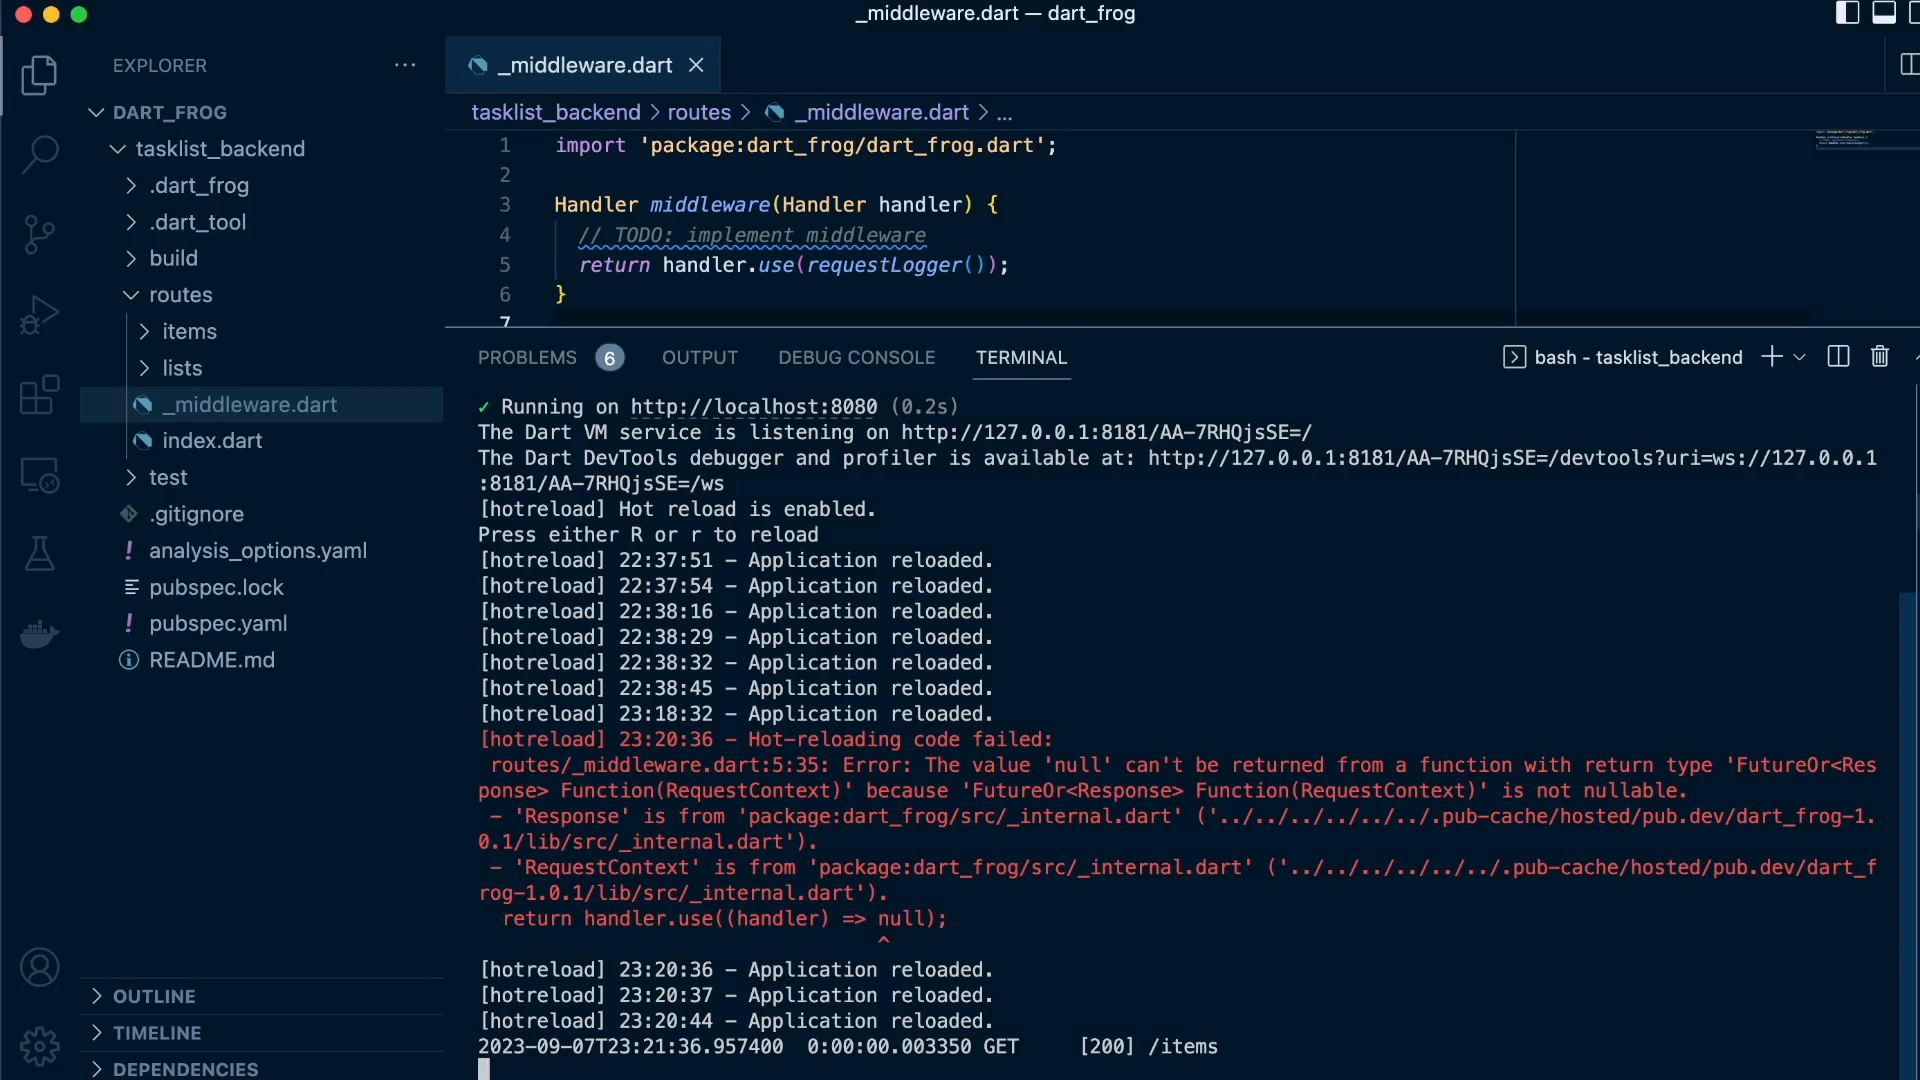 _middleware.dart — dart_frog
EXPLORER
_middleware.dart
DART_FROG
tasklist_backend
.dart_frog
.dart_tool
build
routes
items
lists
_middleware.dart
index.dart
test
.gitignore
analysis_options.yaml
pubspec.lock
pubspec.yaml
README.md
OUTLINE
TIMELINE
DEPENDENCIES
tasklist_backend > routes > _middleware.dart > ...
1 import 'package:dart_frog/dart_frog.dart';
2
3 Handler middleware(Handler handler) {
4 // TODO: implement middleware
5 return handler.use(requestLogger());
6 }
7
PROBLEMS 6 OUTPUT DEBUG CONSOLE TERMINAL bash - tasklist_backend
✓ Running on http://localhost:8080 (0.2s)
The Dart VM service is listening on http://127.0.0.1:8181/AA-7RHQjsSE=/
The Dart DevTools debugger and profiler is available at: http://127.0.0.1:8181/AA-7RHQjsSE=/devtools?uri=ws://127.0.0.1
:8181/AA-7RHQjsSE=/ws
[hotreload] Hot reload is enabled.
Press either R or r to reload
[hotreload] 22:37:51 - Application reloaded.
[hotreload] 22:37:54 - Application reloaded.
[hotreload] 22:38:16 - Application reloaded.
[hotreload] 22:38:29 - Application reloaded.
[hotreload] 22:38:32 - Application reloaded.
[hotreload] 22:38:45 - Application reloaded.
[hotreload] 23:18:32 - Application reloaded.
[hotreload] 23:20:36 - Hot-reloading code failed:
routes/_middleware.dart:5:35: Error: The value 'null' can't be returned from a function with return type 'FutureOr<Res
ponse> Function(RequestContext)' because 'FutureOr<Response> Function(RequestContext)' is not nullable.
- 'Response' is from 'package:dart_frog/src/_internal.dart' ('../../../../../../.pub-cache/hosted/pub.dev/dart_frog-1.
0.1/lib/src/_internal.dart').
- 'RequestContext' is from 'package:dart_frog/src/_internal.dart' ('../../../../../../.pub-cache/hosted/pub.dev/dart_f
rog-1.0.1/lib/src/_internal.dart').
return handler.use((handler) => null);
^
[hotreload] 23:20:36 - Application reloaded.
[hotreload] 23:20:37 - Application reloaded.
[hotreload] 23:20:44 - Application reloaded.
2023-09-07T23:21:36.957400 0:00:00.003350 GET [200] /items